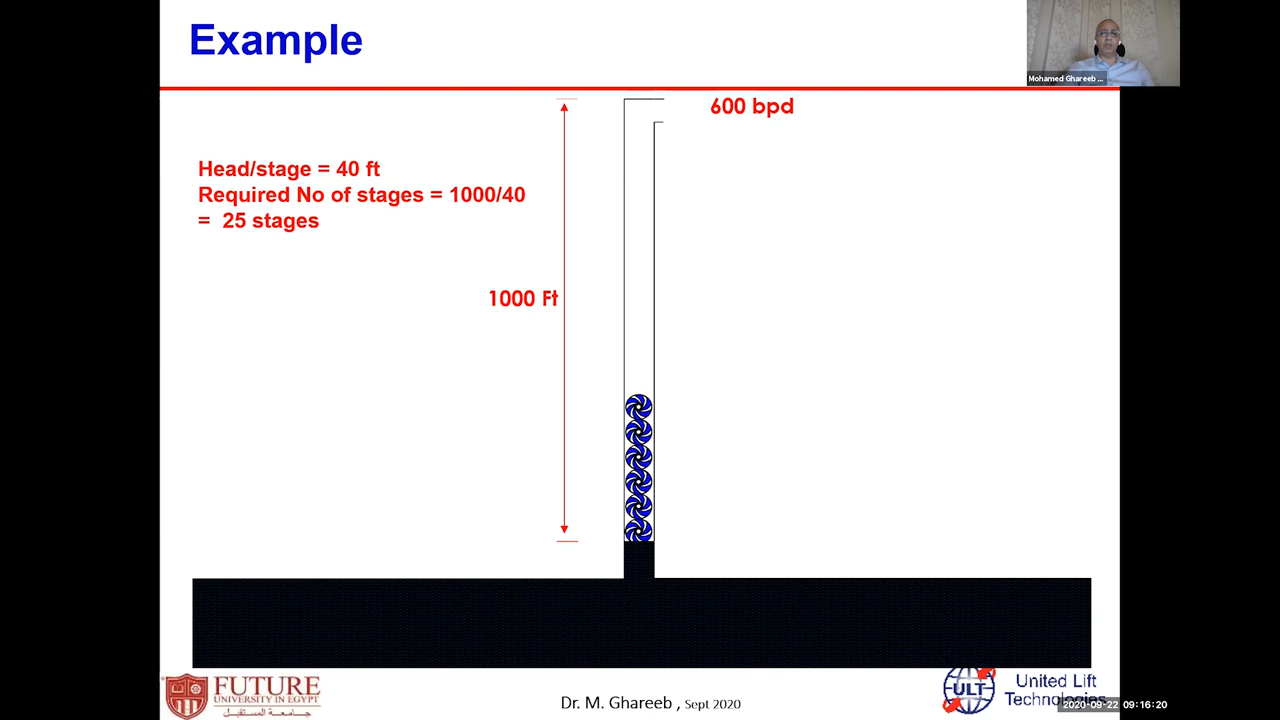 Example
Mohamed Ghareeb ...
600 bpd
Head/stage = 40 ft
Required No of stages = 1000/40
= 25 stages
1000 Ft
FUTURE
UNIVERSITY IN EGYPT
جامعة المستقبل
Dr. M. Ghareeb , Sept 2020
ULT
United Lift
Technologies
2020-09-22 09:16:20